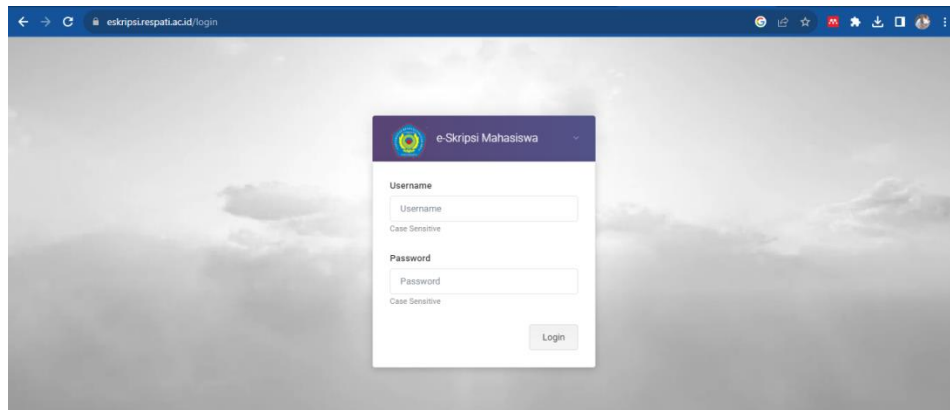 eskripsi.respati.ac.id/login
e-Skripsi Mahasiswa
Username
Username
Case Sensitive
Password
Password
Case Sensitive
Login